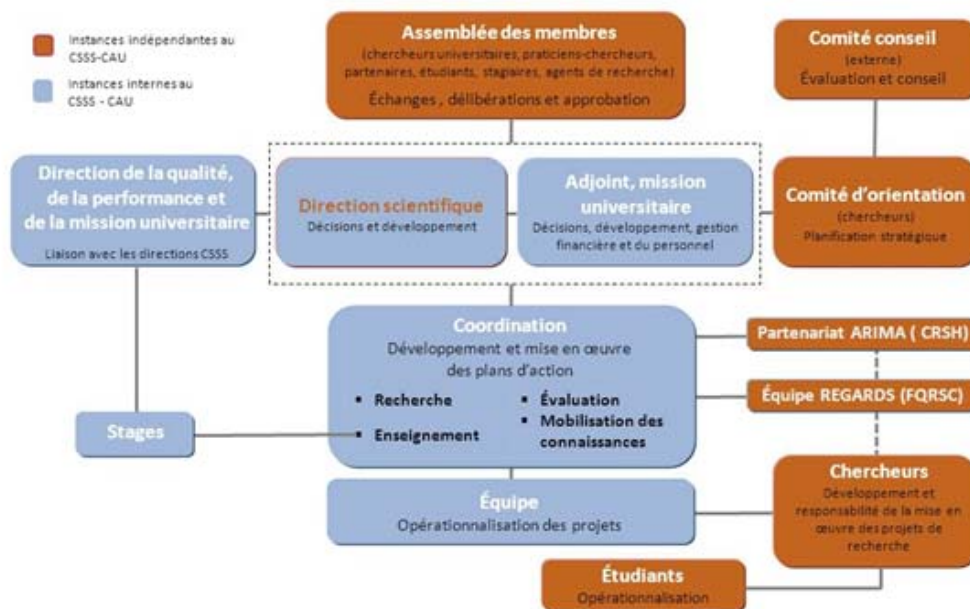 Instances indépendantes au
CSSS-CAU
Instances internes au
CSSS - CAU
Assemblée des membres
(chercheurs universitaires, praticiens-chercheurs,
partenaires, étudiants, stagiaires, agents de recherche)
Échanges , délibérations et approbation
Comité conseil
(externe)
Évaluation et conseil
Direction de la qualité,
de la performance et
de la mission universitaire
Liaison avec les directions CSSS
Direction scientifique
Décisions et développement
Adjoint, mission
universitaire
Décisions, développement, gestion
financière et du personnel
Comité d'orientation
(chercheurs)
Planification stratégique
Coordination
Développement et mise en œuvre
des plans d'action
▪ Recherche
▪ Enseignement
▪ Évaluation
▪ Mobilisation des
connaissances
Partenariat ARIMA ( CRSH)
Équipe REGARDS (FQRSC)
Stages
Équipe
Opérationnalisation des projets
Chercheurs
Développement et
responsabilité de la mise en
œuvre des projets de
recherche
Étudiants
Opérationnalisation